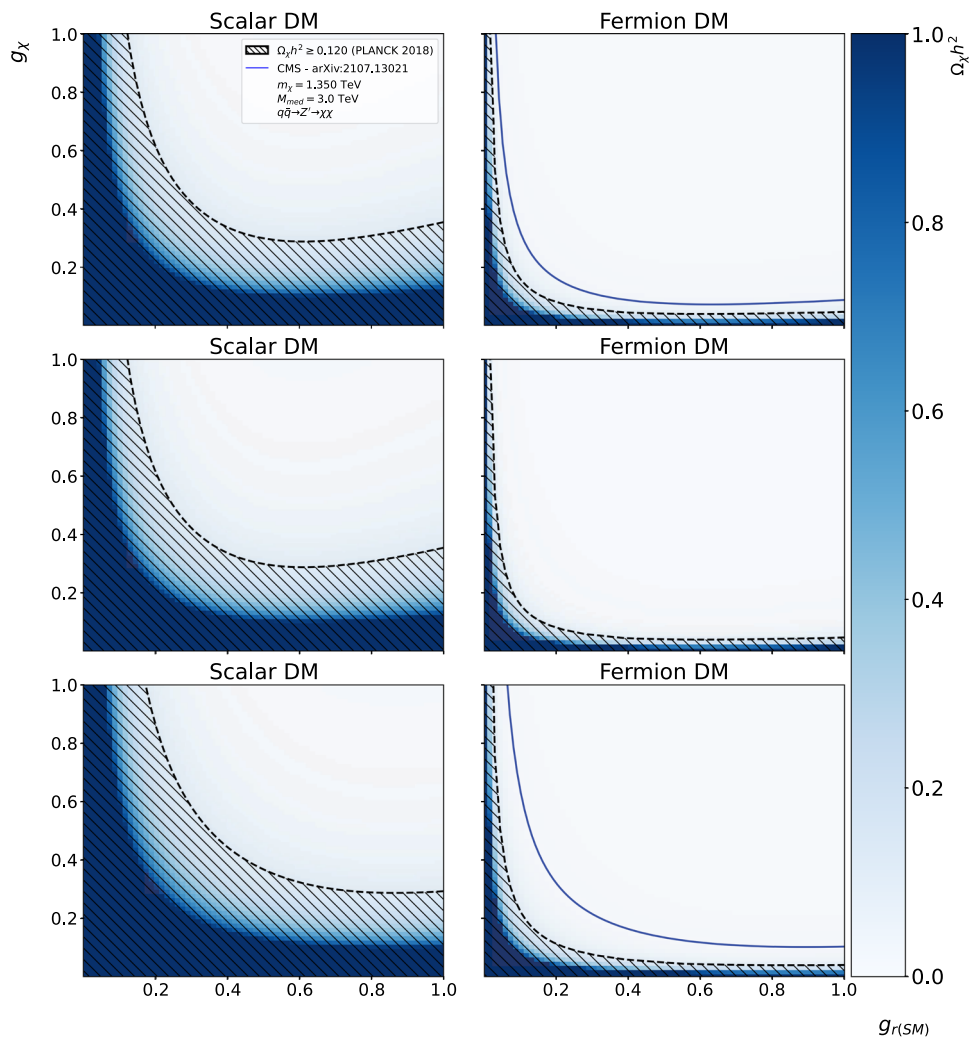 Scalar DM
Fermion DM
g_χ
1.0
0.8
0.6
0.4
0.2
Ω_χh² ≥ 0.120 (PLANCK 2018)
CMS - arXiv:2107.13021
m_χ = 1.350 TeV
M_med = 3.0 TeV
qq̄→Z′→χχ
1.0
0.8
0.6
0.4
0.2
0.0
Ω_χh²
Scalar DM
Fermion DM
1.0
0.8
0.6
0.4
0.2
Scalar DM
Fermion DM
1.0
0.8
0.6
0.4
0.2
0.2 0.4 0.6 0.8 1.0
0.2 0.4 0.6 0.8 1.0
g_r(SM)